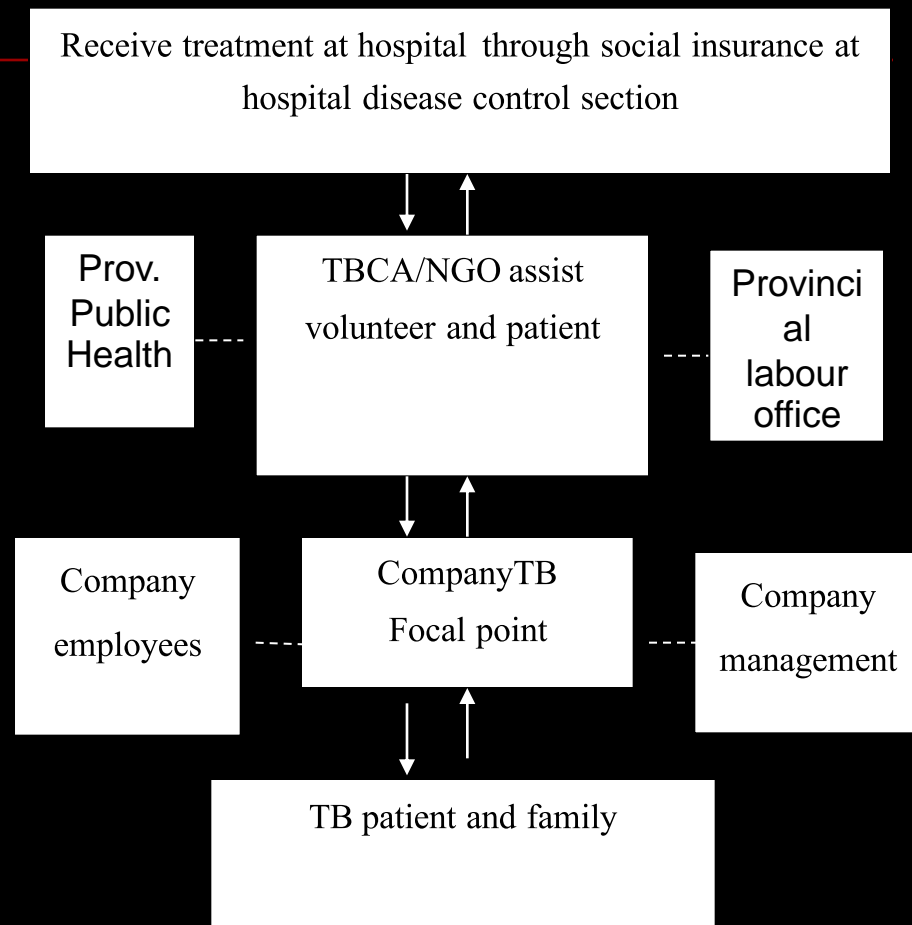 Receive treatment at hospital through social insurance at
hospital disease control section
Prov.
Public
Health
TBCA/NGO assist
volunteer and patient
Provinci
al
labour
office
Company
employees
CompanyTB
Focal point
Company
management
TB patient and family